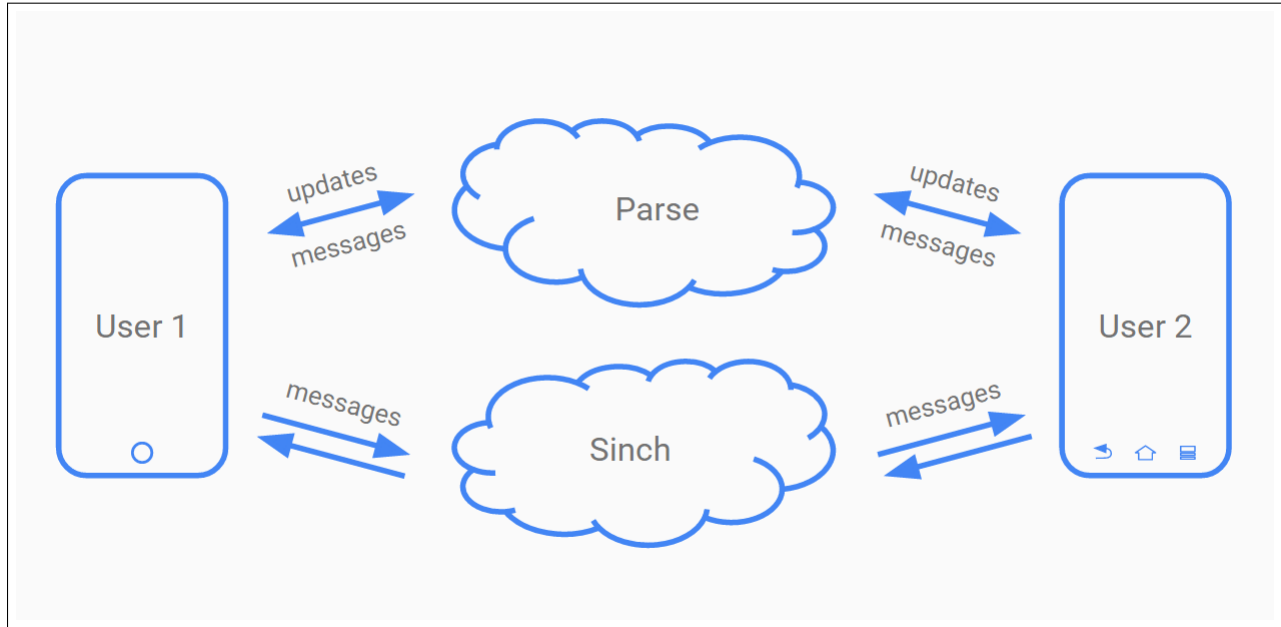 updates
messages
Parse
updates
messages
User 1
User 2
messages
Sinch
messages